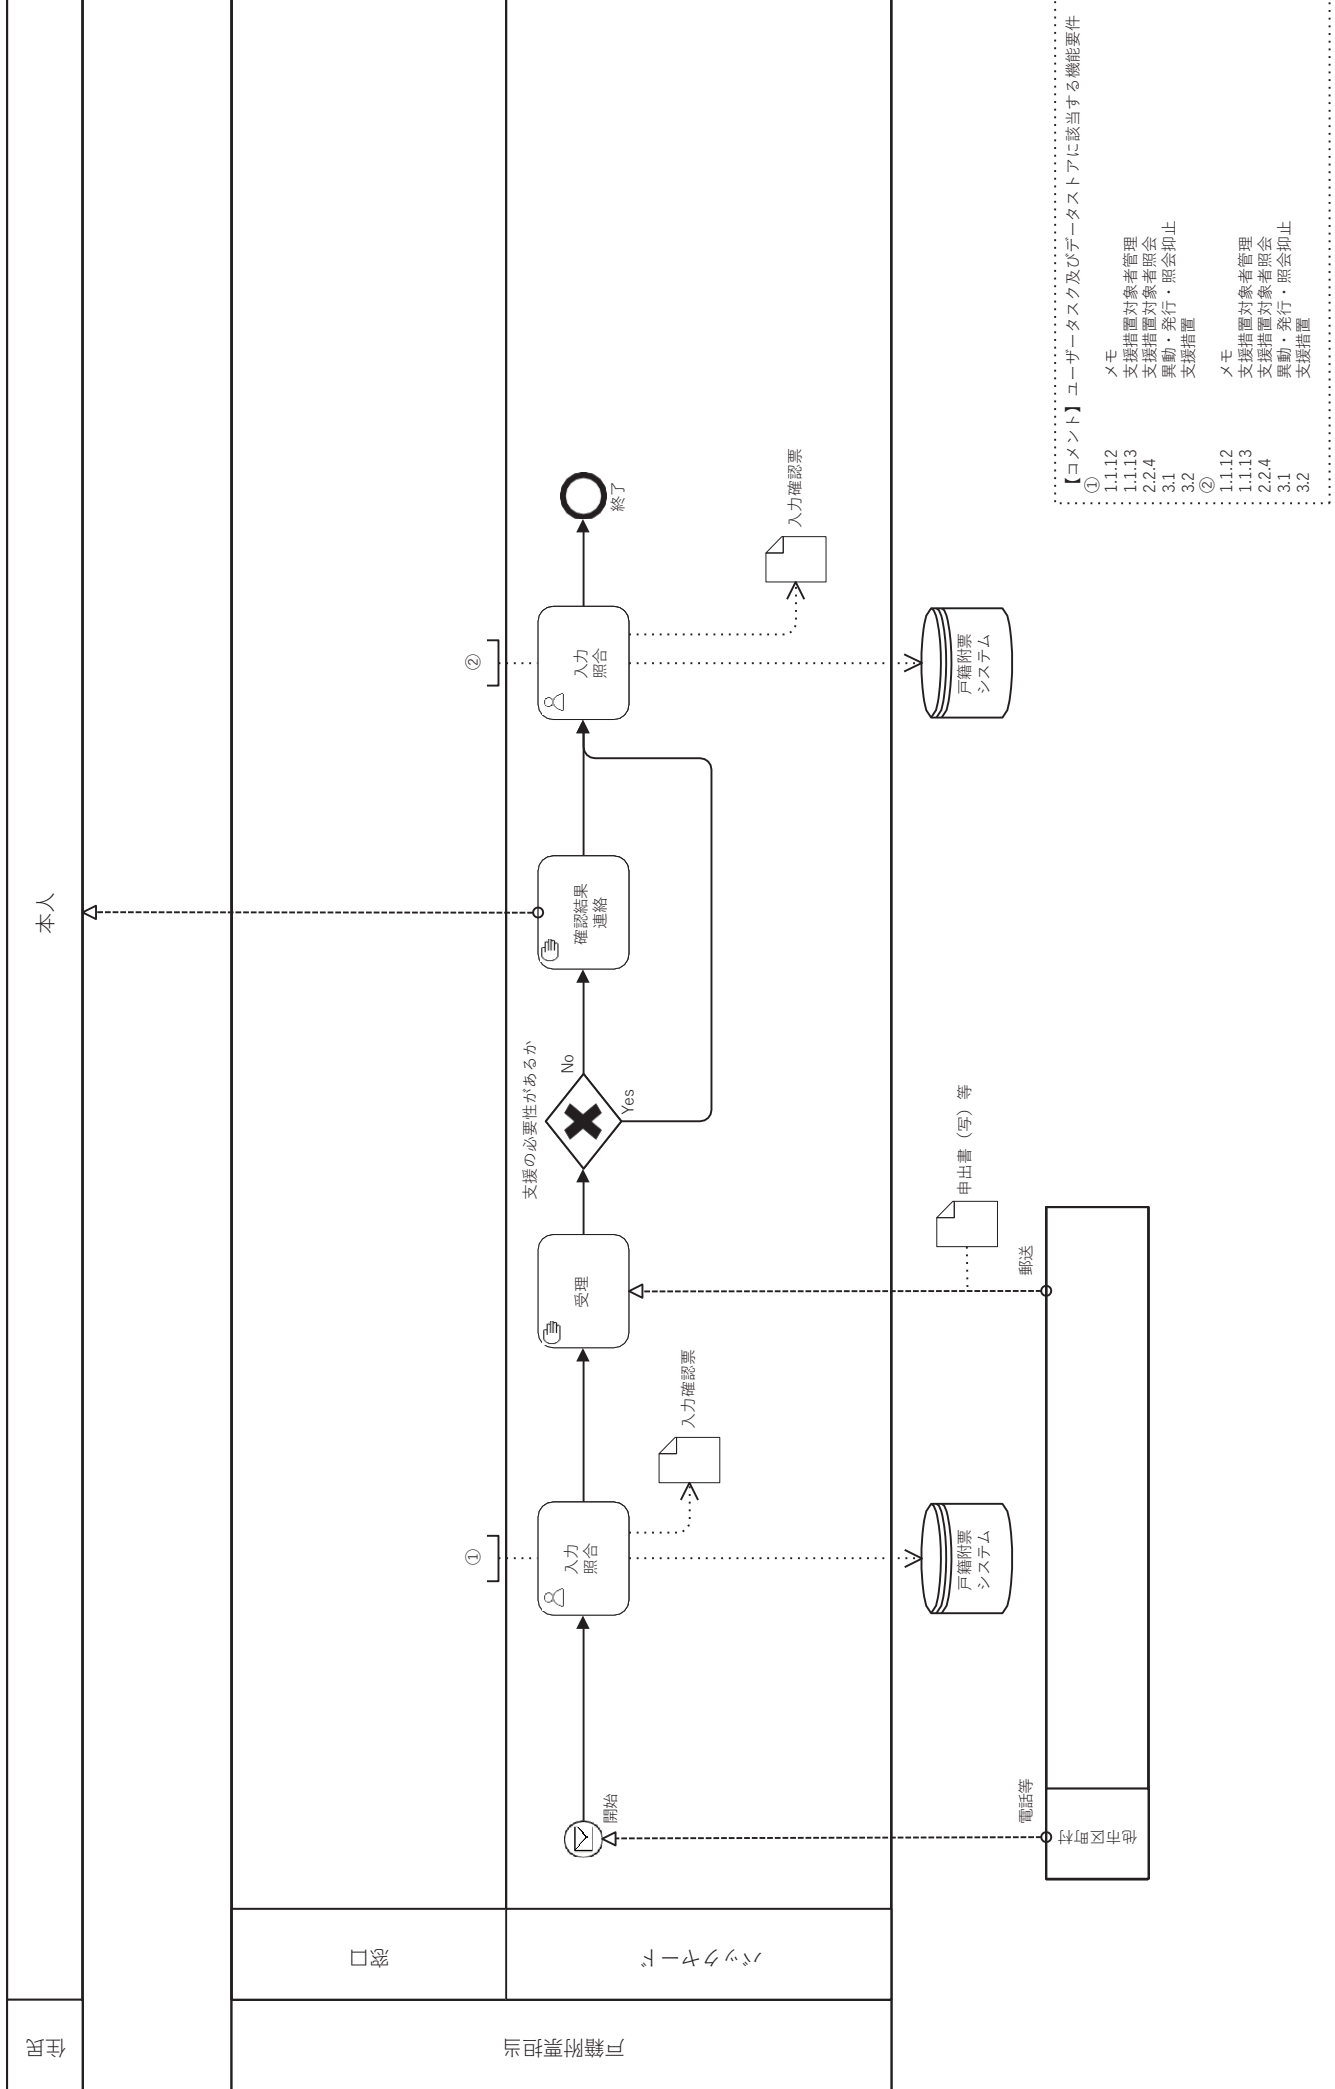 住民
本人
戸籍附票担当
窓口
バックヤード
開始
①
入力
照合
入力確認票
戸籍附票
システム
受理
支援の必要性があるか
No
Yes
確認結果
連絡
②
入力
照合
入力確認票
戸籍附票
システム
終了
他市区町村
電話等
郵送
申出書（写）等
【コメント】ユーザータスク及びデータストアに該当する機能要件
①
1.1.12 メモ
1.1.13 支援措置対象者管理
2.2.4 支援措置対象者照会
3.1 異動・発行・照会抑止
3.2 支援措置
②
1.1.12 メモ
1.1.13 支援措置対象者管理
2.2.4 支援措置対象者照会
3.1 異動・発行・照会抑止
3.2 支援措置